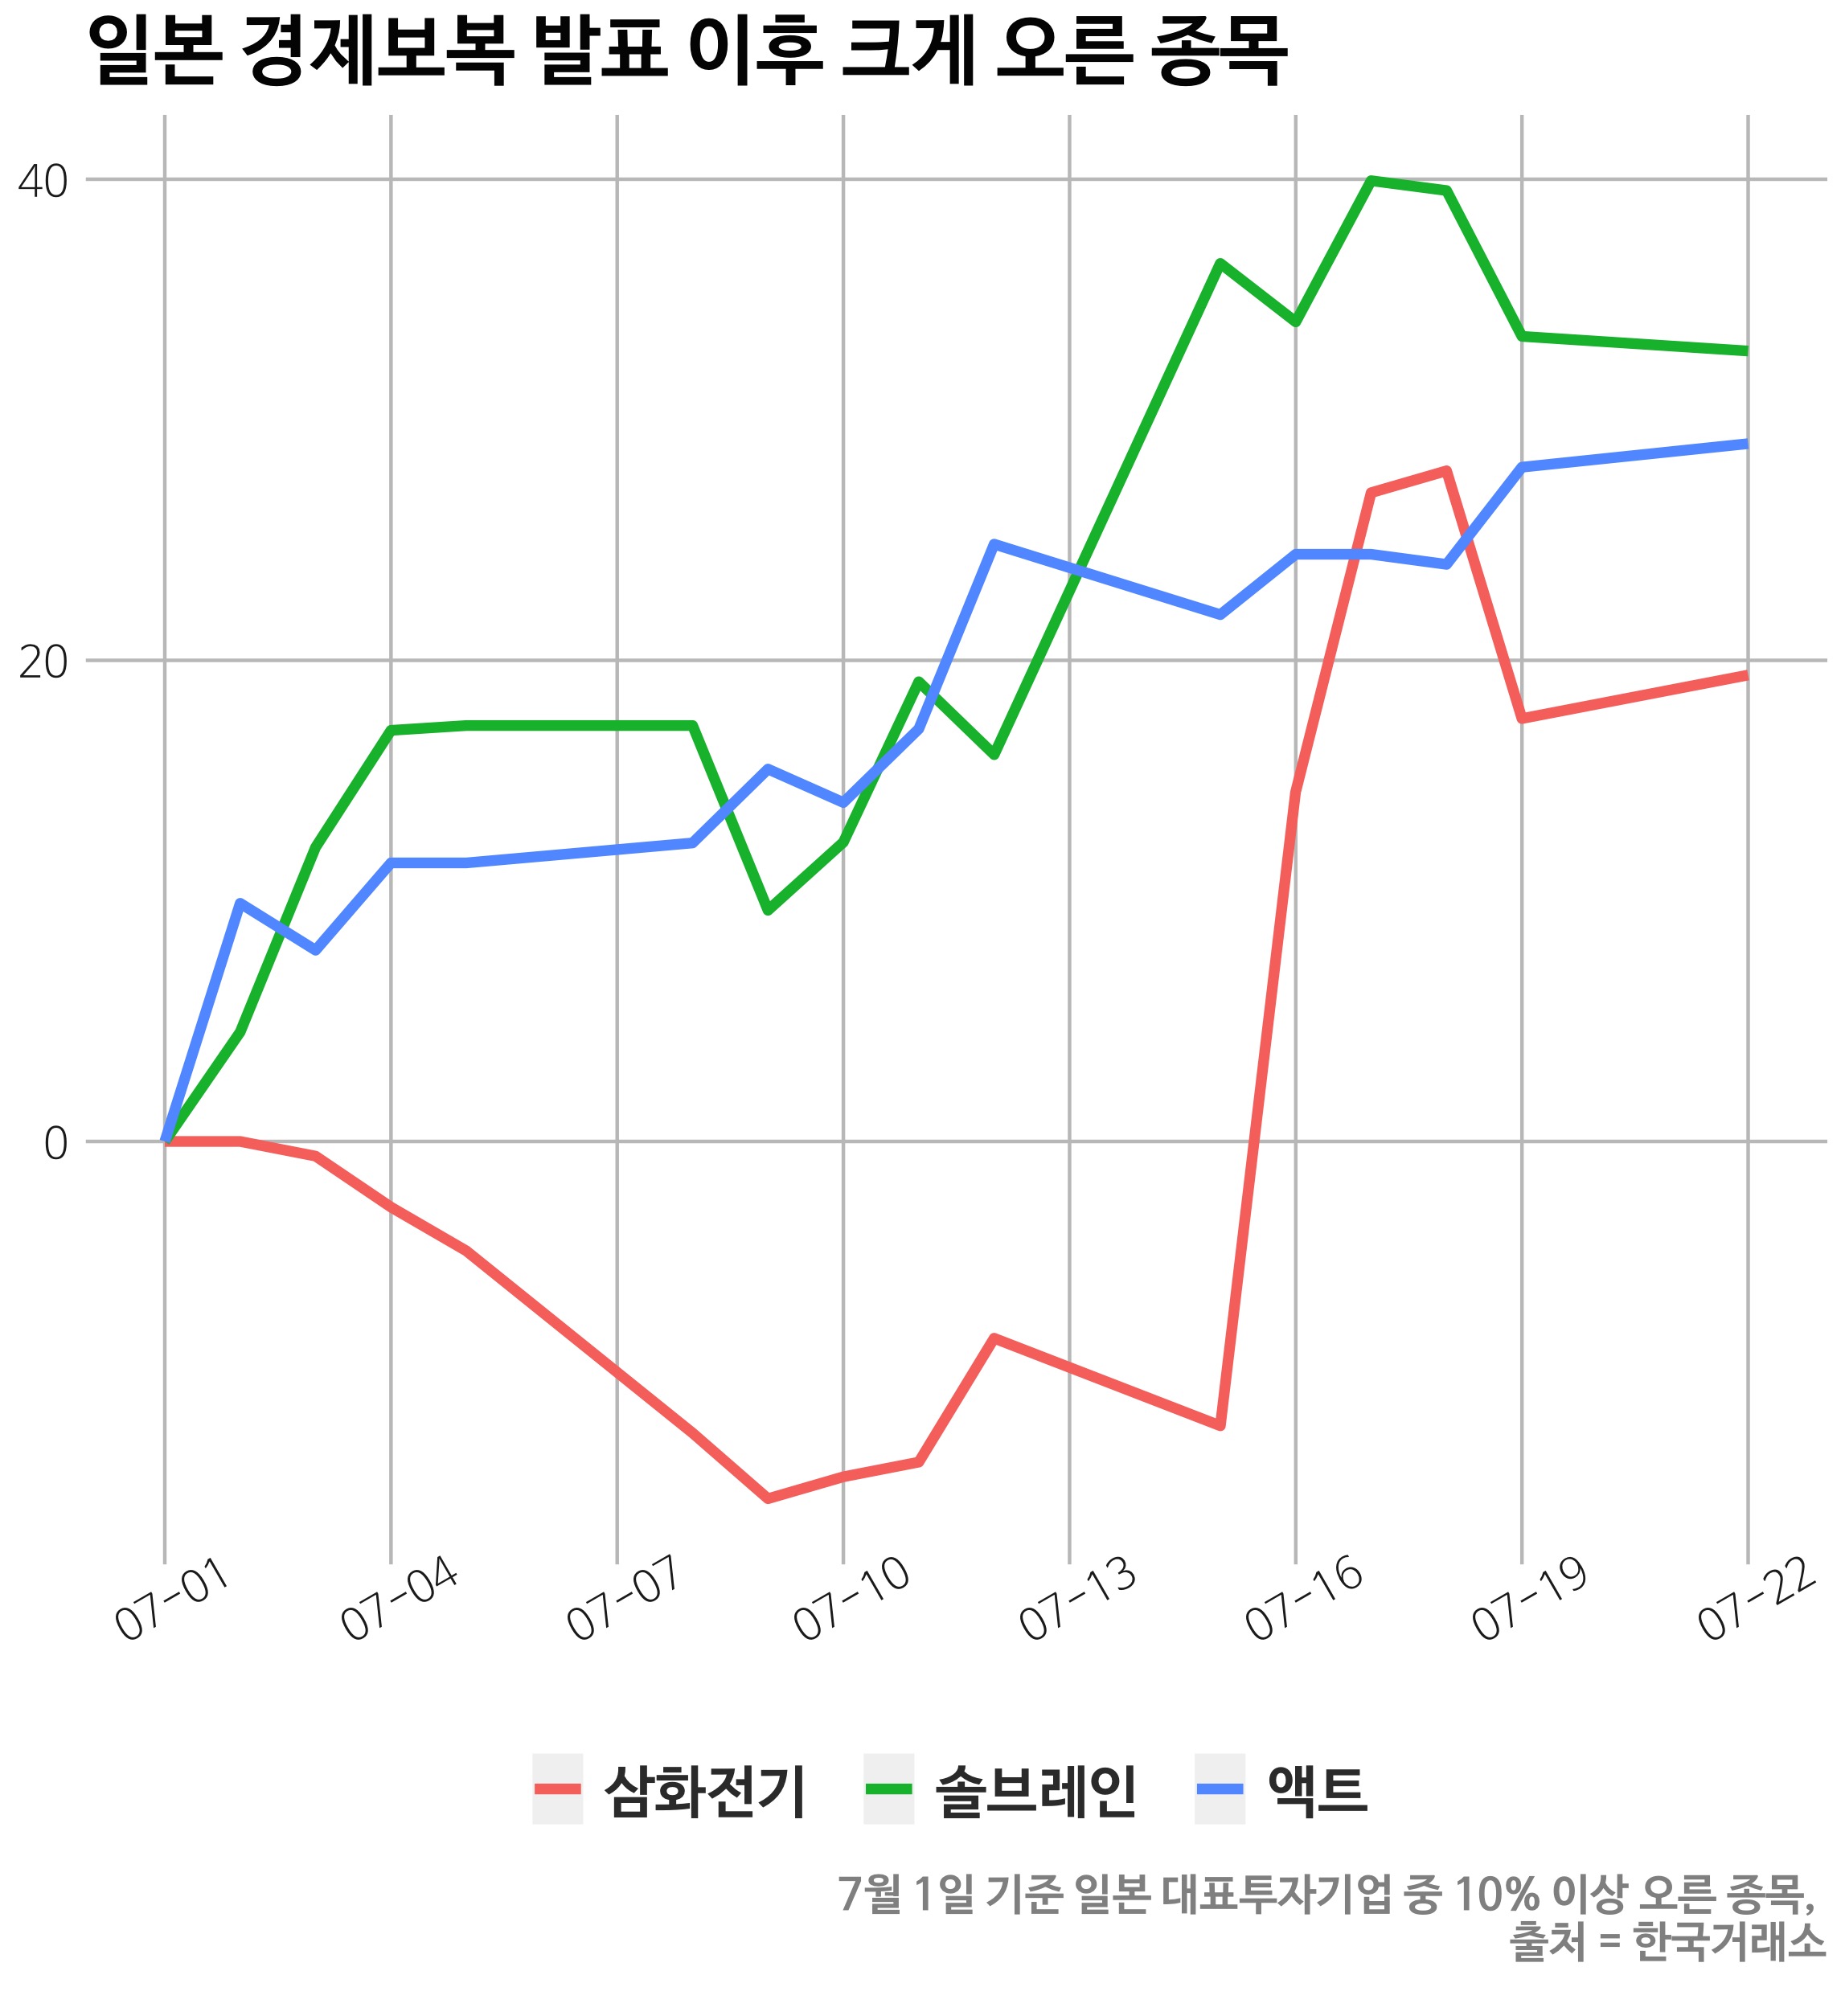 일본 경제보복 발표 이후 크게 오른 종목
40
20
0
07-01 07-04 07-07 07-10 07-13 07-16 07-19 07-22
삼화전기 솔브레인 액트
7월 1일 기준 일본 대표투자기업 중 10% 이상 오른 종목,
출처 = 한국거래소